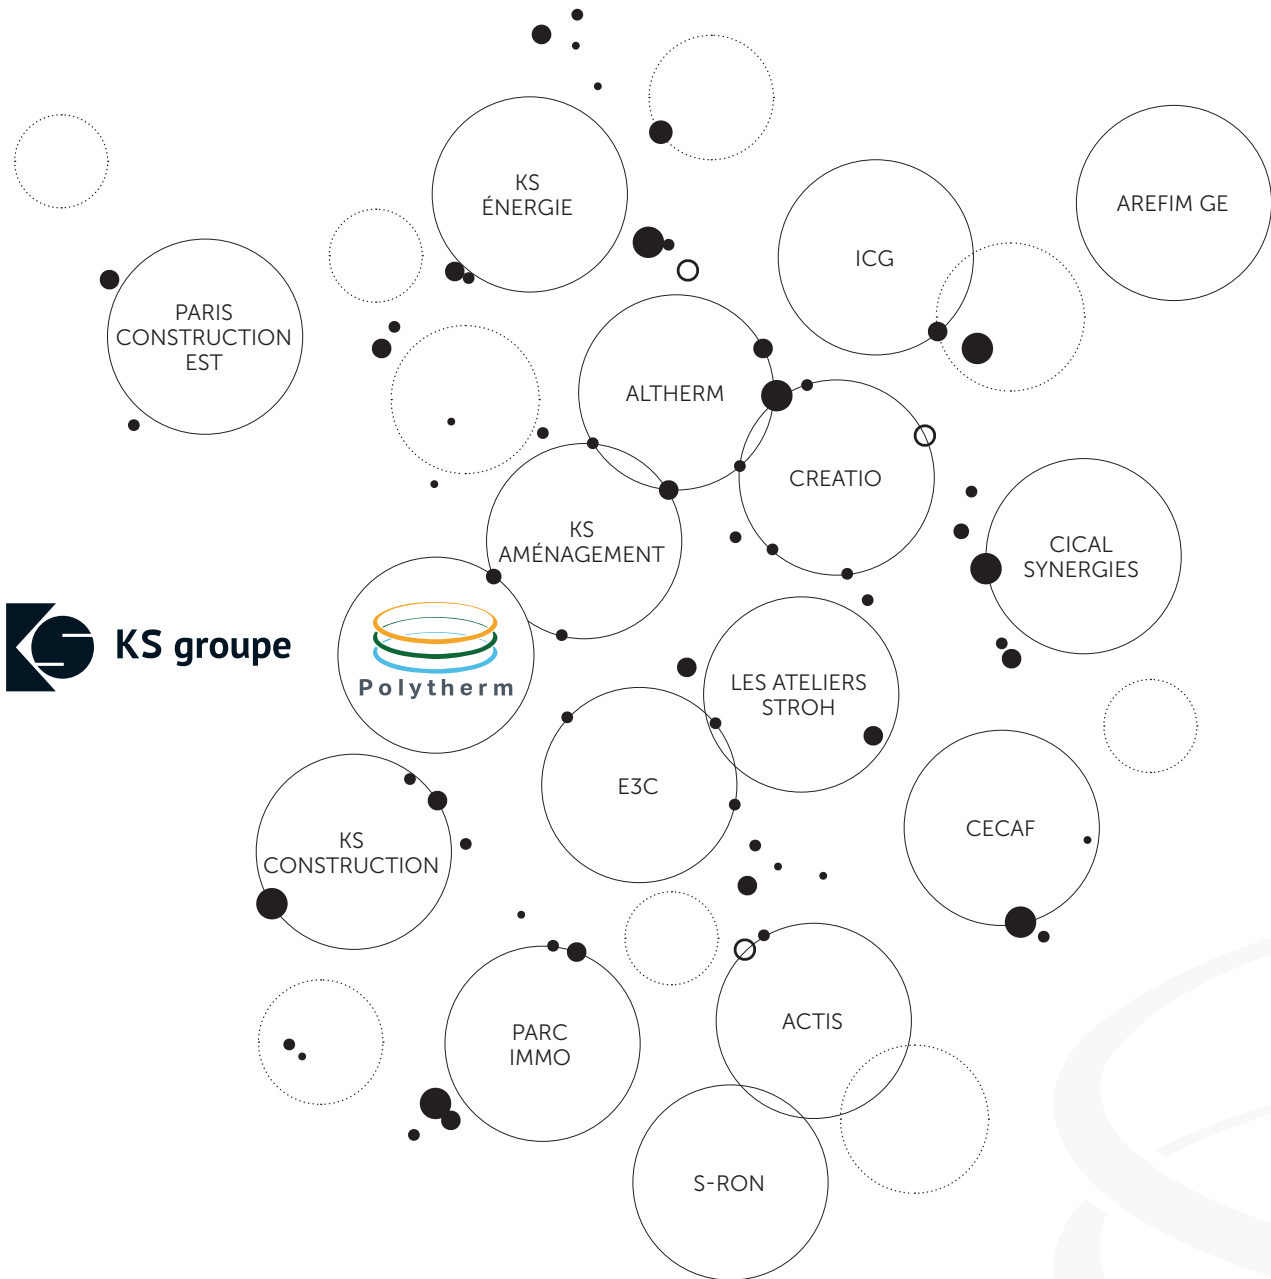 KS
ÉNERGIE
AREFIM GE
ICG
PARIS
CONSTRUCTION
EST
ALTHERM
CREATIO
KS
AMÉNAGEMENT
CICAL
SYNERGIES
KS groupe
Polytherm
LES ATELIERS
STROH
E3C
CECAF
KS
CONSTRUCTION
ACTIS
PARC
IMMO
S-RON